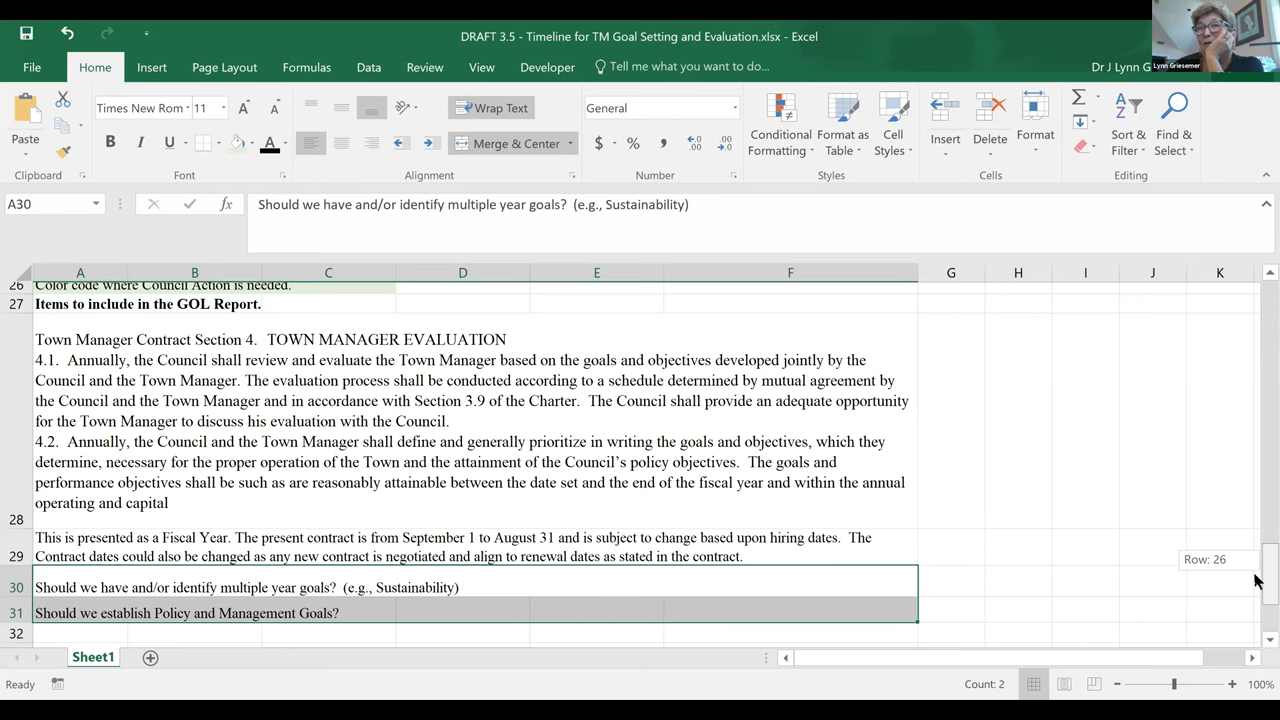 DRAFT 3.5 - Timeline for TM Goal Setting and Evaluation.xlsx - Excel
Dr J Lynn G
Lynn Griesemer
File Home Insert Page Layout Formulas Data Review View Developer Tell me what you want to do...
Paste
Clipboard
Times New Rom 11
A A
B I U A
Font
Wrap Text
Merge & Center
Alignment
General
$ % , .0 .00 .00 .0
Number
Conditional Formatting
Format as Table
Cell Styles
Styles
Insert Delete Format
Cells
Sort & Filter
Find & Select
Editing
A30 fx Should we have and/or identify multiple year goals? (e.g., Sustainability)
A B C D E F G H I J K
26 Color code where Council Action is needed.
27 Items to include in the GOL Report.
Town Manager Contract Section 4. TOWN MANAGER EVALUATION
4.1. Annually, the Council shall review and evaluate the Town Manager based on the goals and objectives developed jointly by the
Council and the Town Manager. The evaluation process shall be conducted according to a schedule determined by mutual agreement by
the Council and the Town Manager and in accordance with Section 3.9 of the Charter. The Council shall provide an adequate opportunity
for the Town Manager to discuss his evaluation with the Council.
4.2. Annually, the Council and the Town Manager shall define and generally prioritize in writing the goals and objectives, which they
determine, necessary for the proper operation of the Town and the attainment of the Council's policy objectives. The goals and
performance objectives shall be such as are reasonably attainable between the date set and the end of the fiscal year and within the annual
operating and capital
28
This is presented as a Fiscal Year. The present contract is from September 1 to August 31 and is subject to change based upon hiring dates. The
29 Contract dates could also be changed as any new contract is negotiated and align to renewal dates as stated in the contract.
Row: 26
30 Should we have and/or identify multiple year goals? (e.g., Sustainability)
31 Should we establish Policy and Management Goals?
32
Sheet1
Ready Count: 2 100%